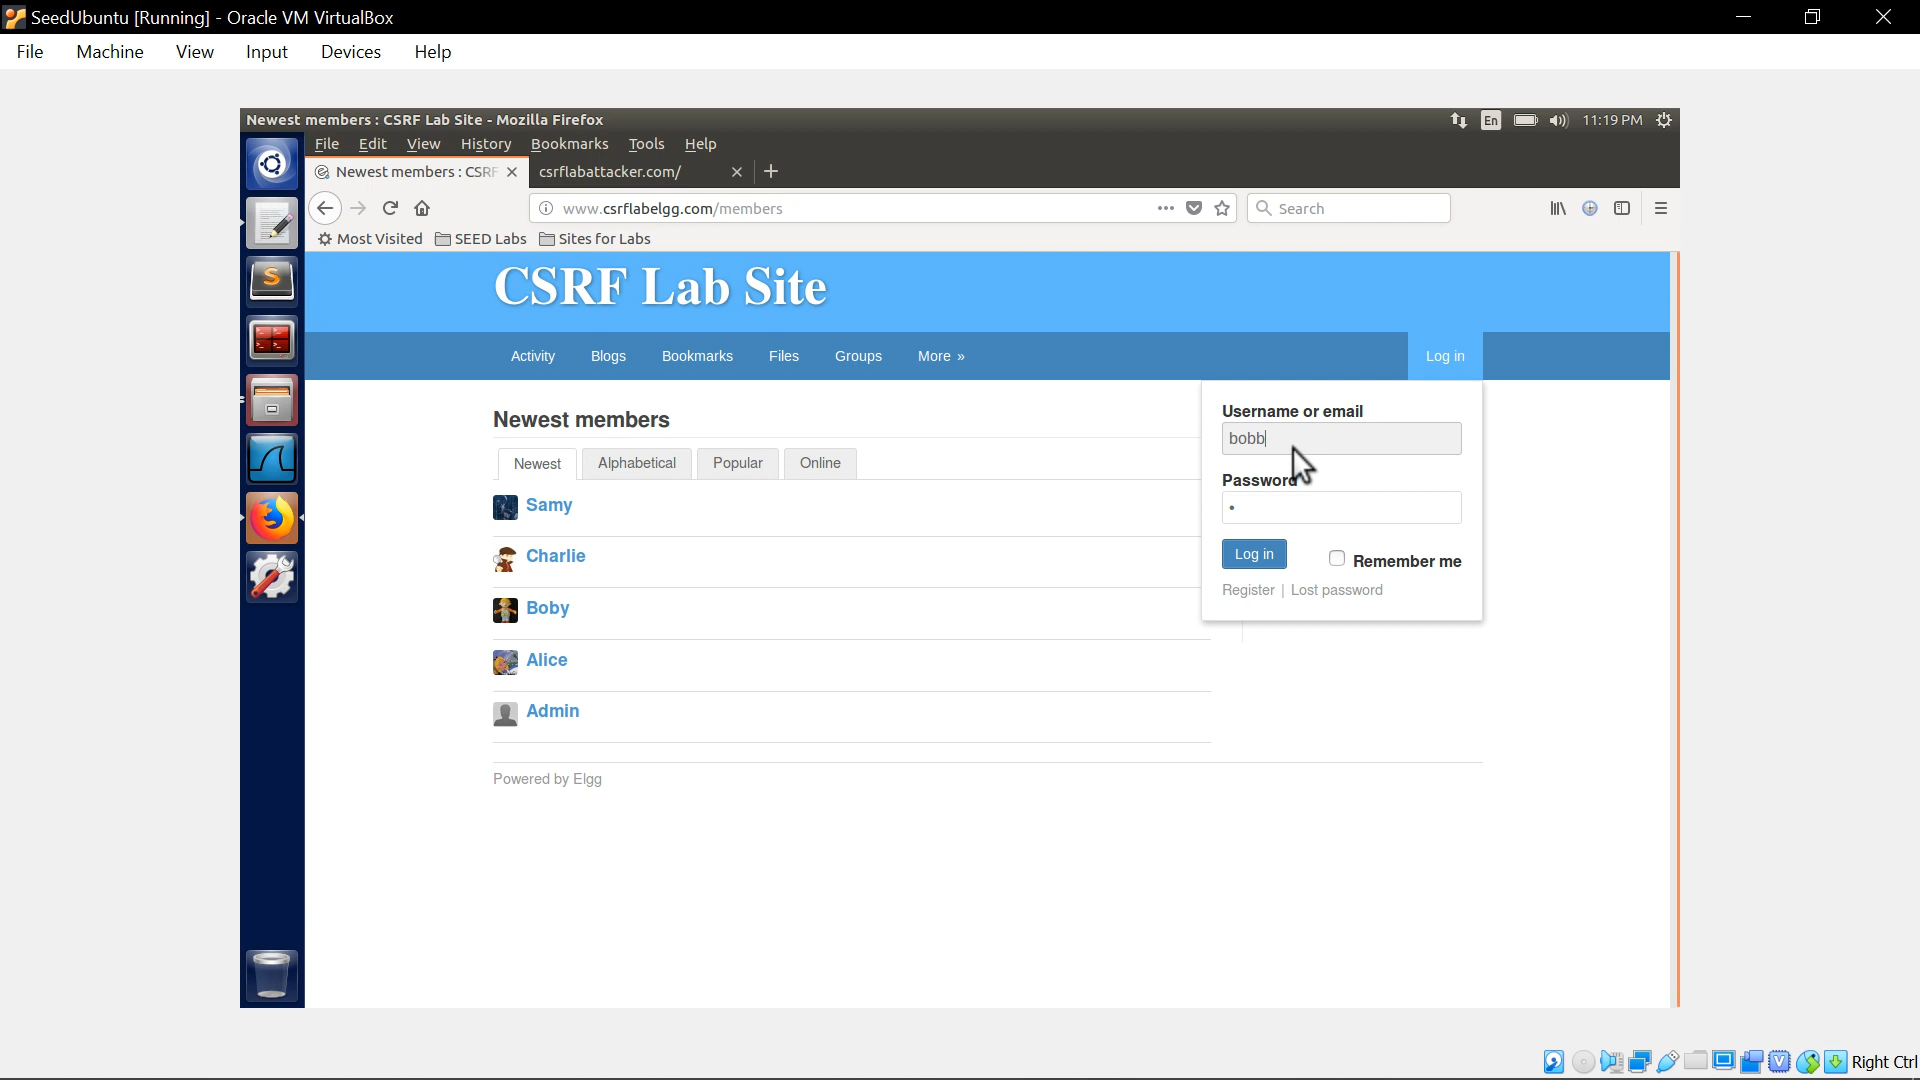 SeedUbuntu [Running] - Oracle VM VirtualBox
File Machine View Input Devices Help
Newest members : CSRF Lab Site - Mozilla Firefox
En 11:19 PM
File Edit View History Bookmarks Tools Help
Newest members : CSRF csrflabattacker.com/
www.csrflabelgg.com/members Search
Most Visited SEED Labs Sites for Labs
CSRF Lab Site
Activity Blogs Bookmarks Files Groups More » Log in
Username or email
bobb
Password
Log in Remember me
Register | Lost password
Newest members
Newest Alphabetical Popular Online
Samy
Charlie
Boby
Alice
Admin
Powered by Elgg
Right Ctrl